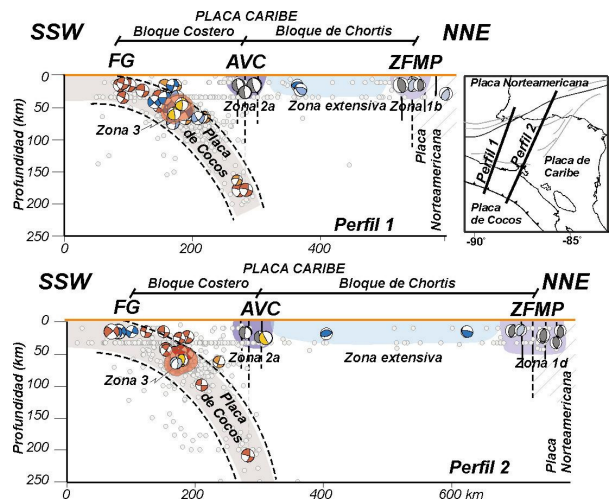 PLACA CARIBE
SSW
Bloque Costero
Bloque de Chortis
NNE
FG
AVC
ZFMP
0
50
100
150
200
250
Profundidad (km)
Zona 2a
Zona extensiva
Zona 1b
Zona 3
Placa
de Cocos
Placa
Norteamericana
Perfil 1
0
200
400
Placa Norteamericana
Perfil 1
Perfil 2
Placa de
Caribe
Placa
de Cocos
-90°
-85°
PLACA CARIBE
SSW
Bloque Costero
Bloque de Chortis
NNE
FG
AVC
ZFMP
0
50
100
150
200
250
Profundidad (km)
Zona 2a
Zona extensiva
Zona 1d
Zona 3
Placa
de Cocos
Placa
Norteamericana
Perfil 2
0
200
400
600 km